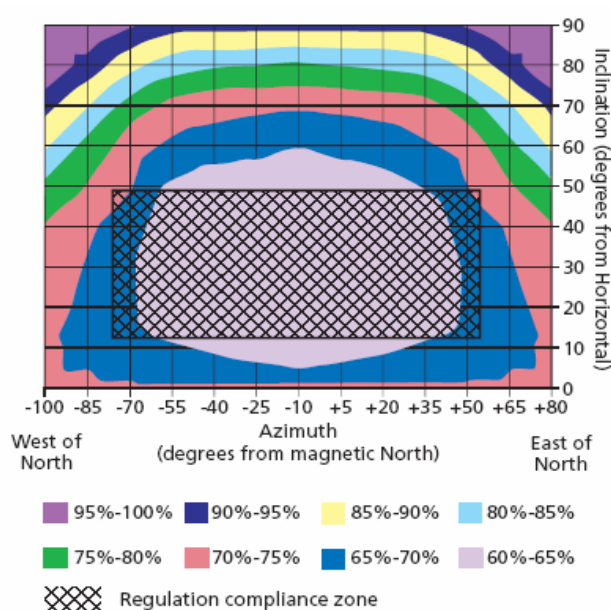 90
80
70
60
50
40
30
20
10
0
Inclination (degrees from Horizontal)
-100 -85 -70 -55 -40 -25 -10 +5 +20 +35 +50 +65 +80
West of
North
Azimuth
(degrees from magnetic North)
East of
North
95%-100% 90%-95% 85%-90% 80%-85%
75%-80% 70%-75% 65%-70% 60%-65%
Regulation compliance zone